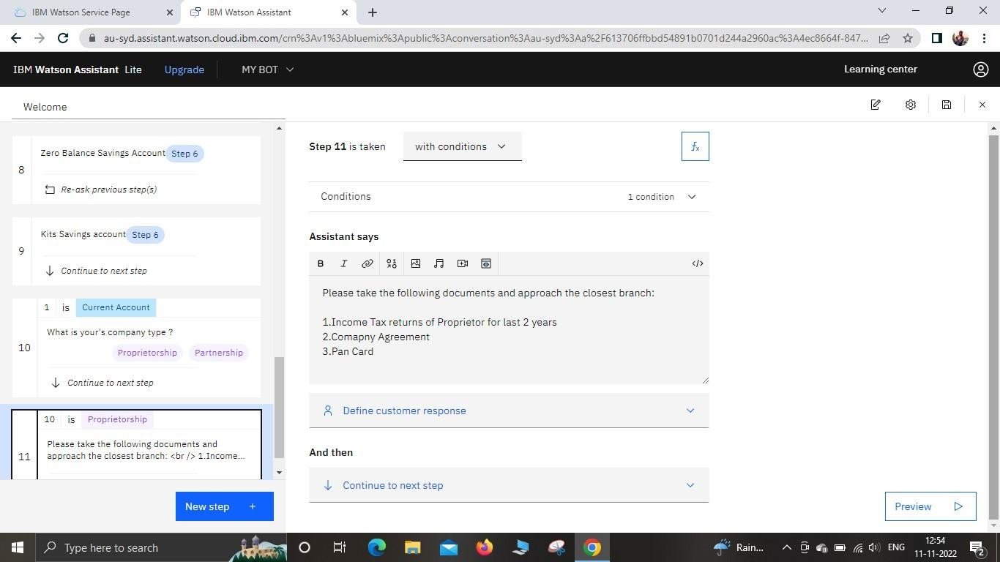 IBM Watson Service Page
IBM Watson Assistant
au-syd.assistant.watson.cloud.ibm.com/crn%3Av1%3Abluemix%3Apublic%3Aconversation%3Aau-syd%3Aa%2F613706ffbbd54891b0701d244a2960ac%3A4ec8664f-847...
IBM Watson Assistant Lite
Upgrade
MY BOT
Learning center
Welcome
8
Zero Balance Savings Account Step 6
Re-ask previous step(s)
9
Kits Savings account Step 6
Continue to next step
10
1 is Current Account
What is your's company type ?
Proprietorship Partnership
Continue to next step
11
10 is Proprietorship
Please take the following documents and
approach the closest branch: <br /> 1.Income...
New step +
Step 11 is taken
with conditions
fx
Conditions
1 condition
Assistant says
B I </>
Please take the following documents and approach the closest branch:
1.Income Tax returns of Proprietor for last 2 years
2.Comapny Agreement
3.Pan Card
Define customer response
And then
Continue to next step
Preview
Type here to search
Rain...
ENG
12:54
11-11-2022
2